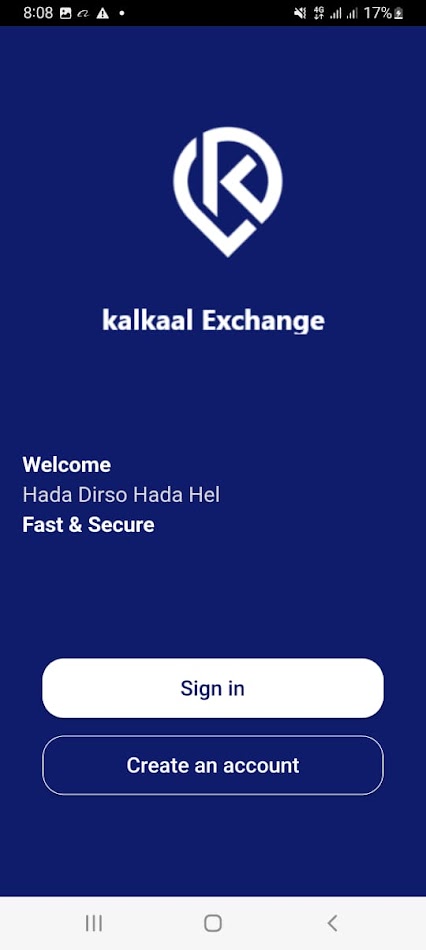 8:08
4G
17%
kalkaal Exchange
Welcome
Hada Dirso Hada Hel
Fast & Secure
Sign in
Create an account